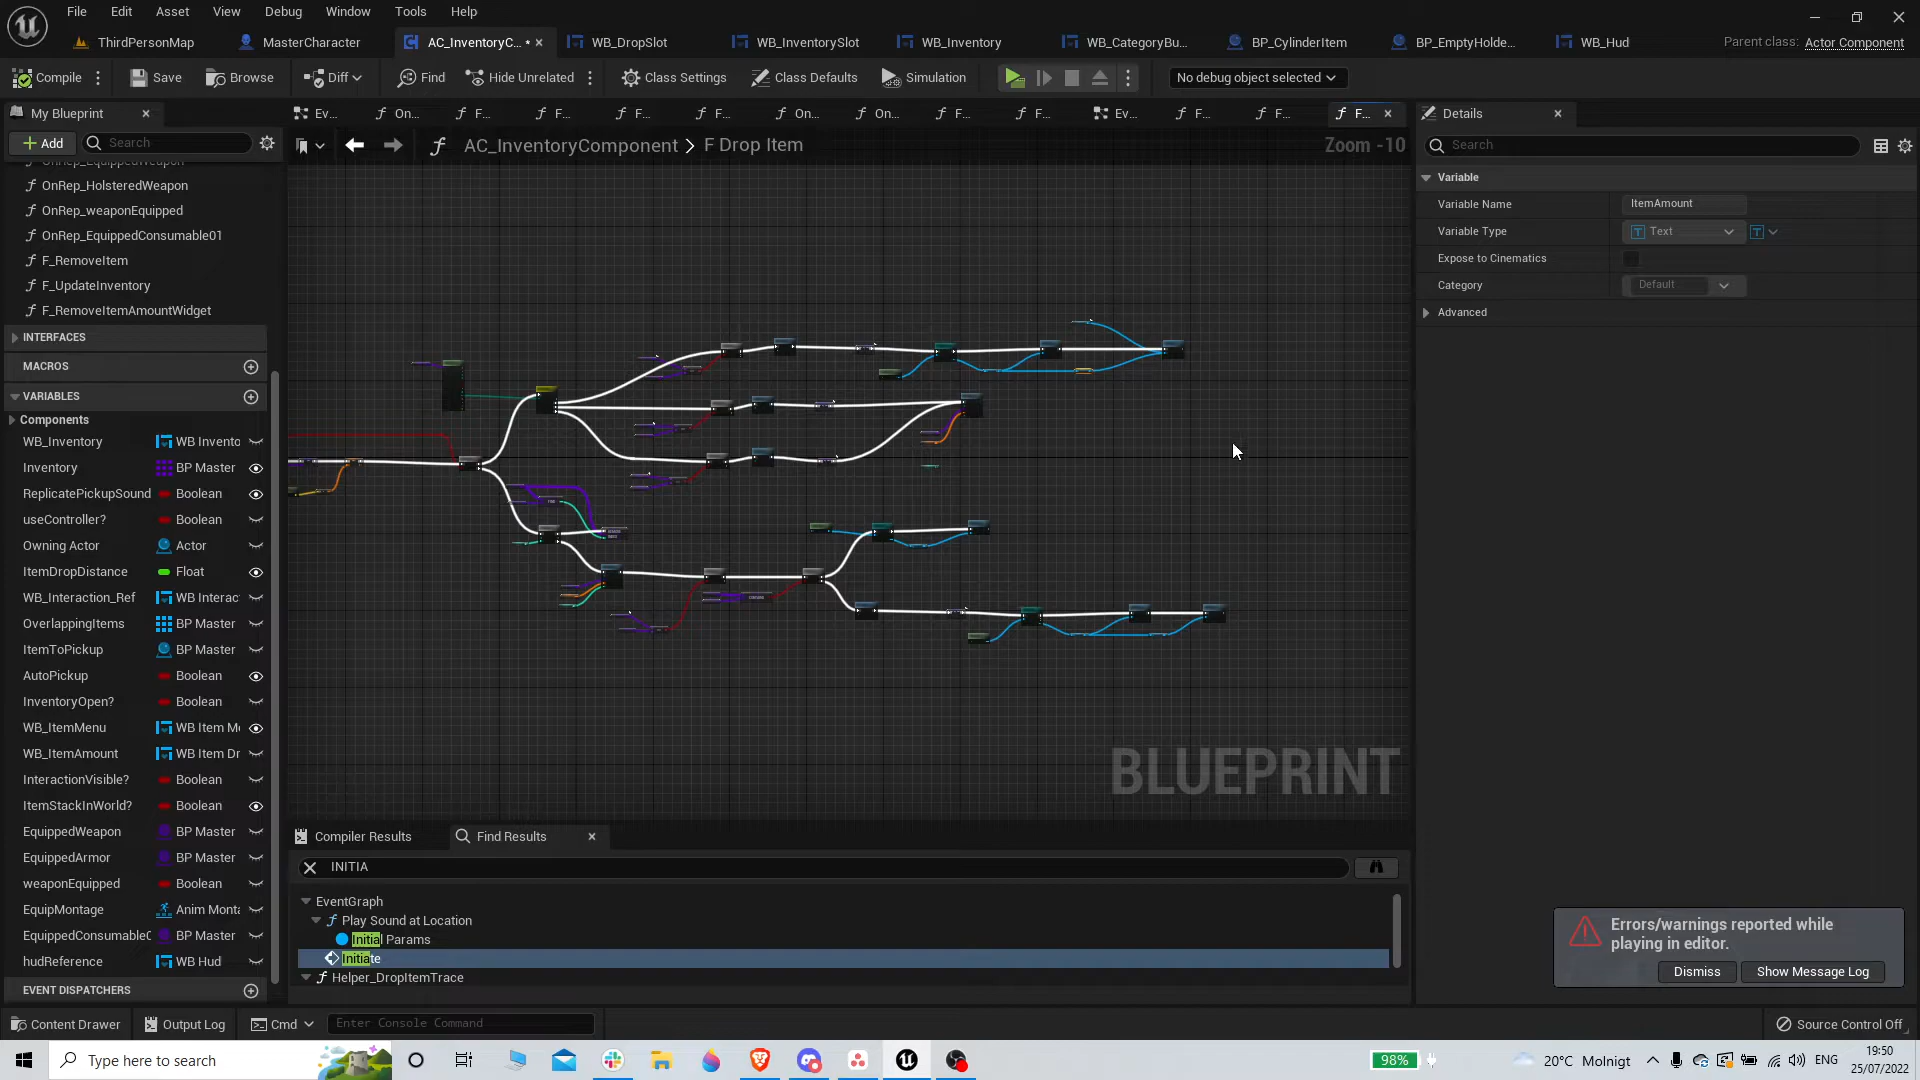 File Edit Asset View Debug Window Tools Help
ThirdPersonMap MasterCharacter AC_InventoryC... * WB_DropSlot WB_InventorySlot WB_Inventory WB_CategoryBu... BP_CylinderItem BP_EmptyHolde... WB_Hud Parent class: Actor Component
Compile Save Browse Diff Find Hide Unrelated Class Settings Class Defaults Simulation No debug object selected
My Blueprint Ev... On... F... F... F... F... On... On... F... F... Ev... F... F... F... Details
Add Search AC_InventoryComponent > F Drop Item Zoom -10 Search
OnRep_EquippedWeapon
OnRep_HolsteredWeapon
OnRep_weaponEquipped
OnRep_EquippedConsumable01
F_RemoveItem
F_UpdateInventory
F_RemoveItemAmountWidget
INTERFACES
MACROS
VARIABLES
Components
WB_Inventory WB Invento
Inventory BP Master
ReplicatePickupSound Boolean
useController? Boolean
Owning Actor Actor
ItemDropDistance Float
WB_Interaction_Ref WB Interac
OverlappingItems BP Master
ItemToPickup BP Master
AutoPickup Boolean
InventoryOpen? Boolean
WB_ItemMenu WB Item M
WB_ItemAmount WB Item Dr
InteractionVisible? Boolean
ItemStackInWorld? Boolean
EquippedWeapon BP Master
EquippedArmor BP Master
weaponEquipped Boolean
EquipMontage Anim Monta
EquippedConsumable BP Master
hudReference WB Hud
EVENT DISPATCHERS
Variable
Variable Name ItemAmount
Variable Type Text
Expose to Cinematics
Category Default
Advanced
BLUEPRINT
Compiler Results Find Results
INITIA
EventGraph
Play Sound at Location
Initial Params
Initiate
Helper_DropItemTrace
Errors/warnings reported while
playing in editor.
Dismiss Show Message Log
Content Drawer Output Log Cmd Enter Console Command Source Control Off
Type here to search 98% 20°C Molnigt ENG 19:50
25/07/2022